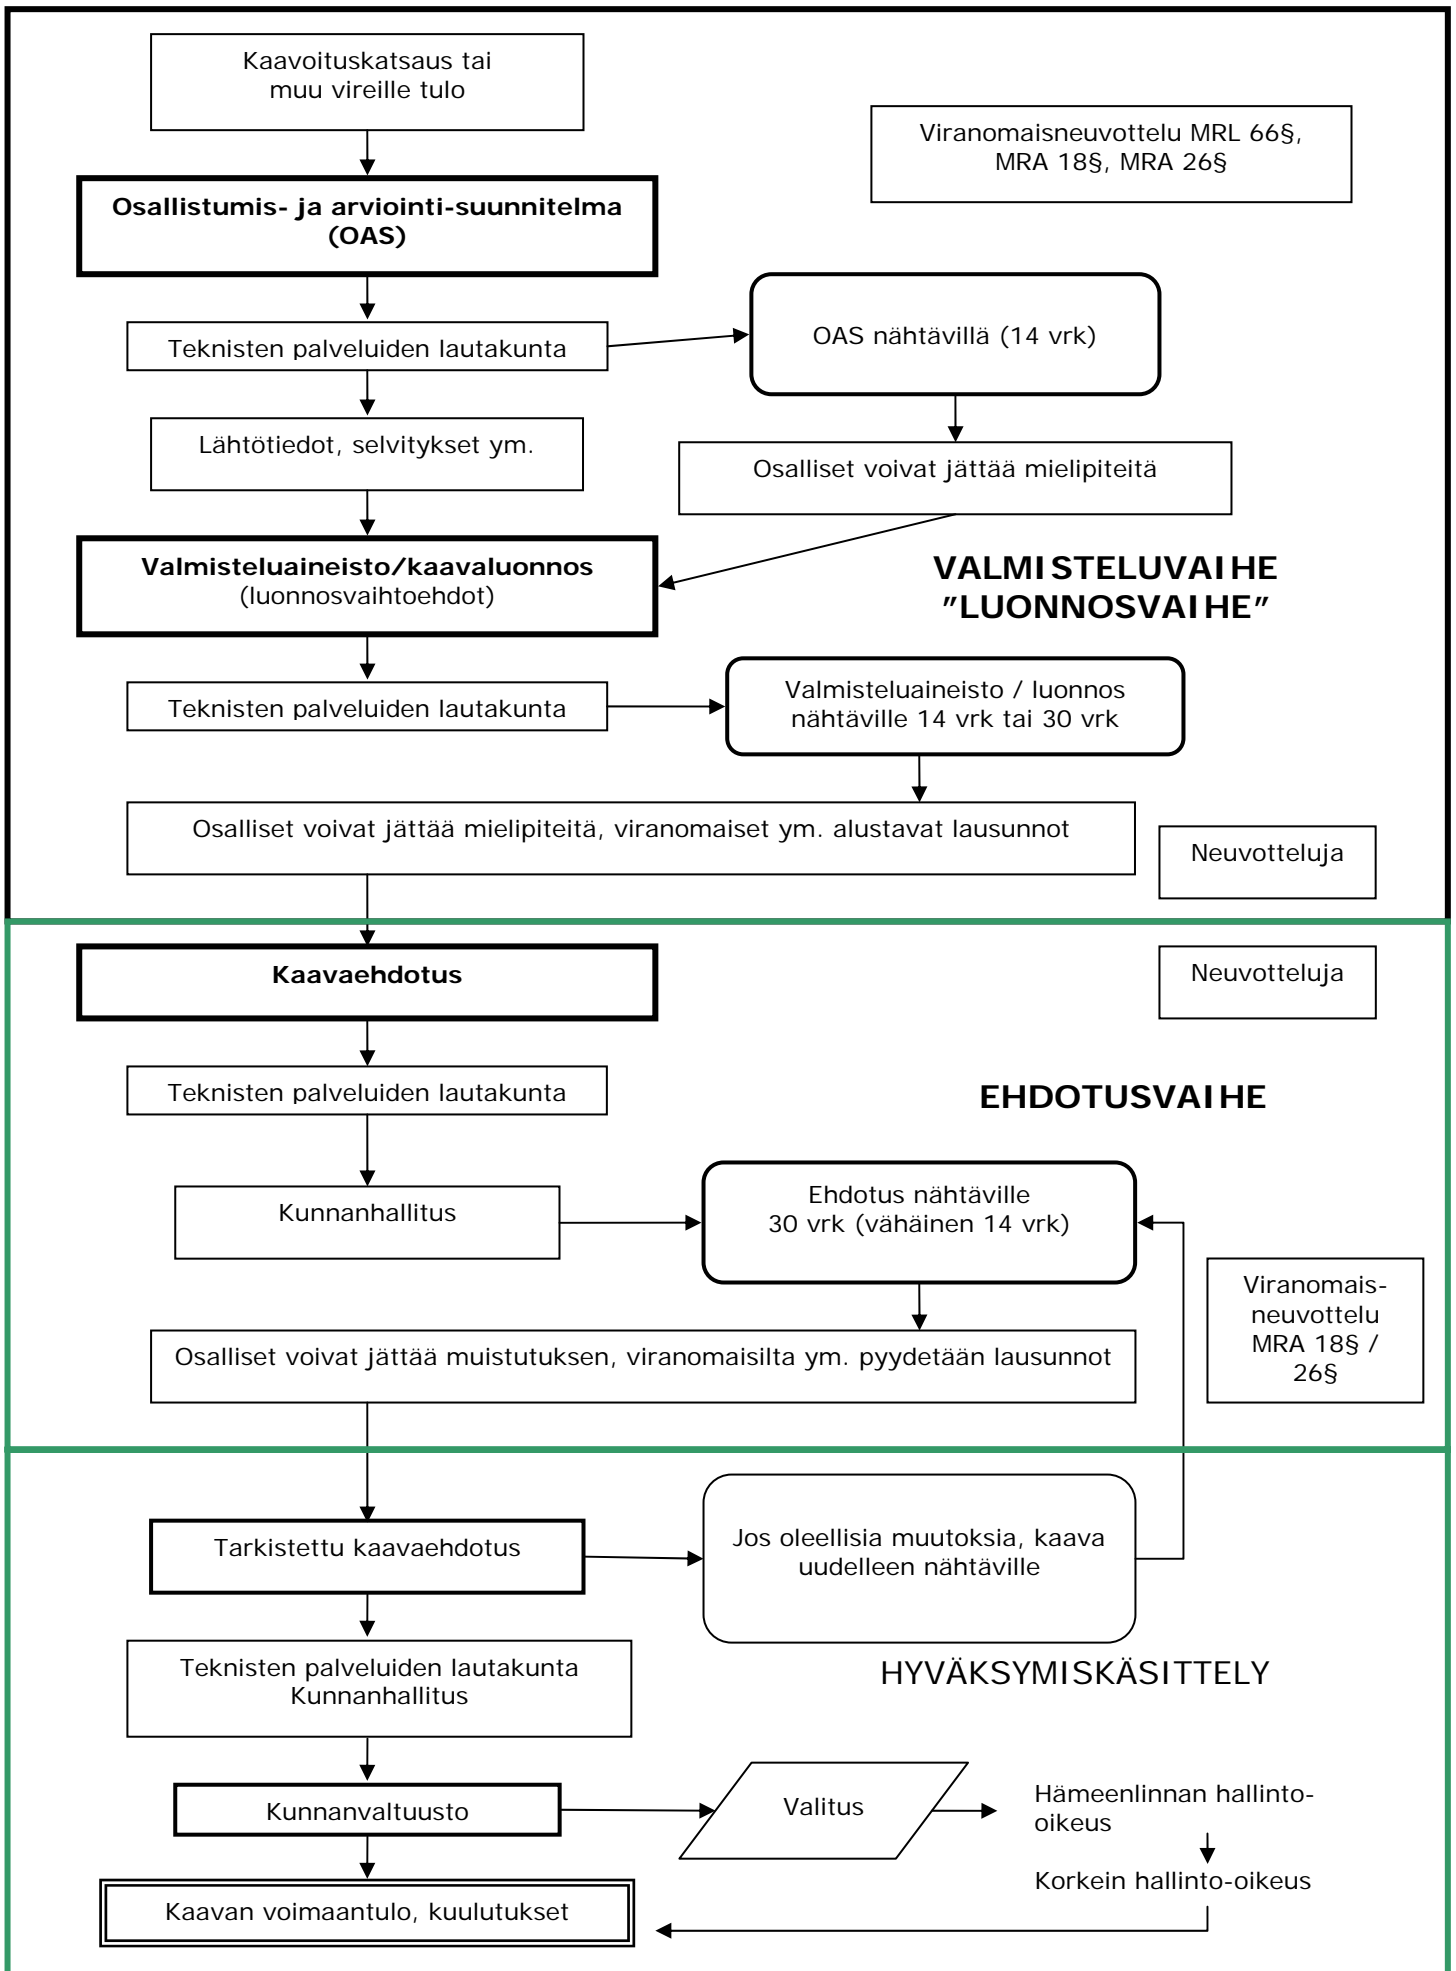 Kaavoituskatsaus tai
muu vireille tulo
Viranomaisneuvottelu MRL 66§,
MRA 18§, MRA 26§
Osallistumis- ja arviointi-suunnitelma
(OAS)
Teknisten palveluiden lautakunta
OAS nähtävillä (14 vrk)
Lähtötiedot, selvitykset ym.
Osalliset voivat jättää mielipiteitä
Valmisteluaineisto/kaavaluonnos
(luonnosvaihtoehdot)
VALMISTELUVAIHE
"LUONNOSVAIHE"
Teknisten palveluiden lautakunta
Valmisteluaineisto / luonnos
nähtäville 14 vrk tai 30 vrk
Osalliset voivat jättää mielipiteitä, viranomaiset ym. alustavat lausunnot
Neuvotteluja
Kaavaehdotus
Neuvotteluja
Teknisten palveluiden lautakunta
EHDOTUSVAIHE
Kunnanhallitus
Ehdotus nähtäville
30 vrk (vähäinen 14 vrk)
Viranomais-
neuvottelu
MRA 18§ /
26§
Osalliset voivat jättää muistutuksen, viranomaisilta ym. pyydetään lausunnot
Tarkistettu kaavaehdotus
Jos oleellisia muutoksia, kaava
uudelleen nähtäville
Teknisten palveluiden lautakunta
Kunnanhallitus
HYVÄKSYMISKÄSITTELY
Kunnanvaltuusto
Valitus
Hämeenlinnan hallinto-
oikeus
Korkein hallinto-oikeus
Kaavan voimaantulo, kuulutukset